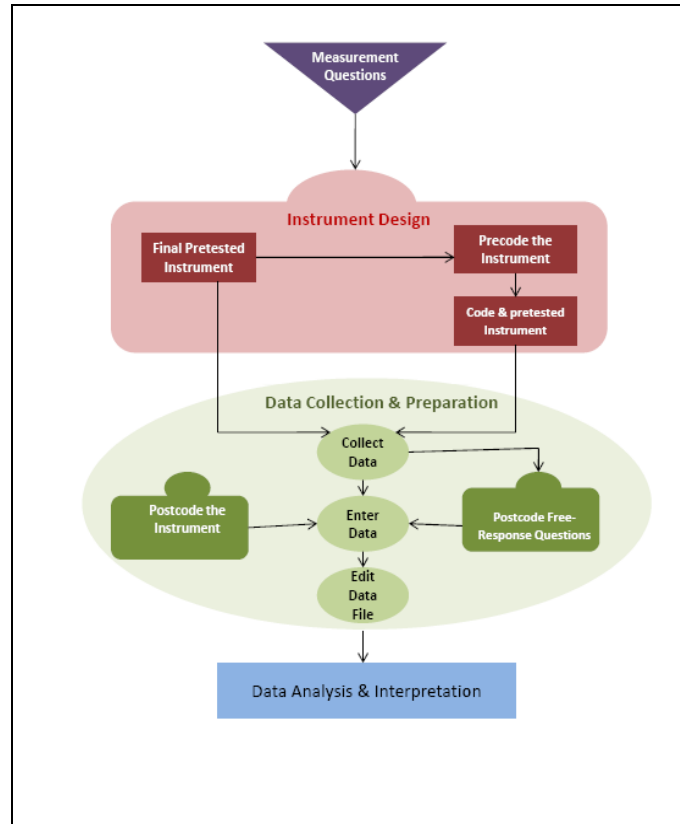 Measurement
Questions
Instrument Design
Final Pretested
Instrument
Precode the
Instrument
Code & pretested
Instrument
Data Collection & Preparation
Collect
Data
Postcode the
Instrument
Enter
Data
Postcode Free-
Response Questions
Edit
Data
File
Data Analysis & Interpretation